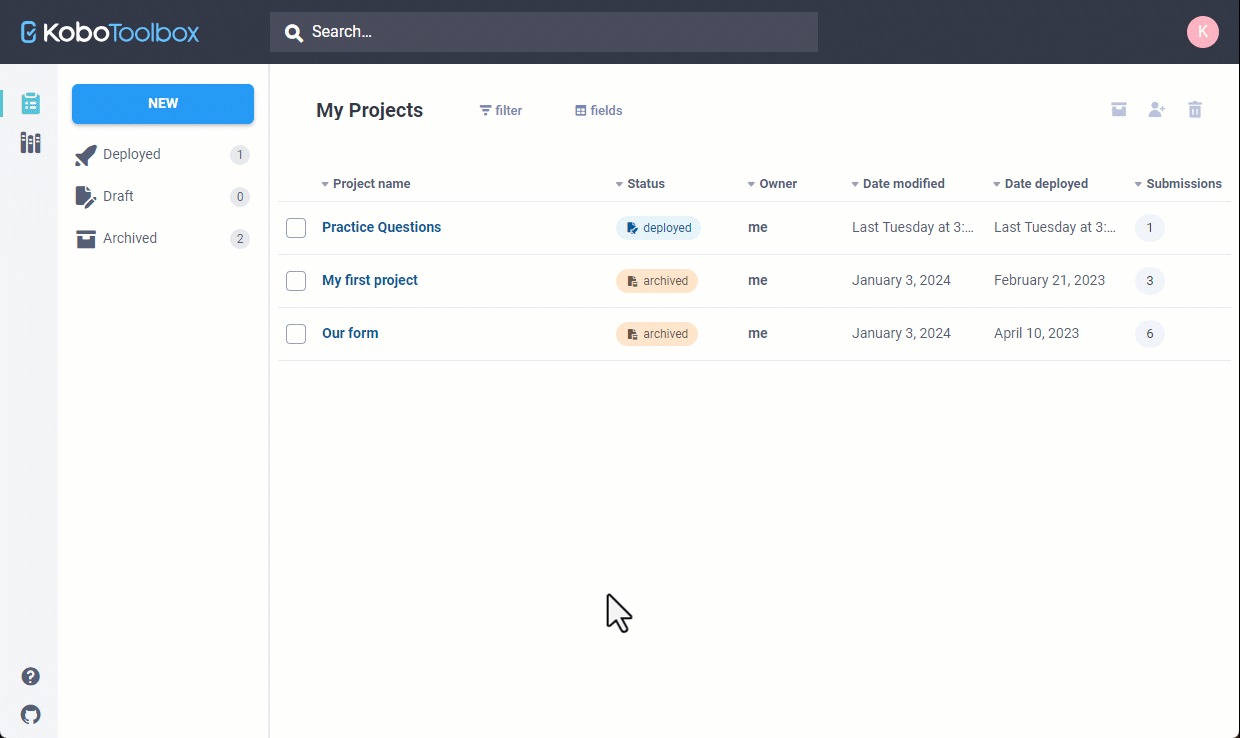 KoboToolbox
Search...
K
NEW
Deployed 1
Draft 0
Archived 2
My Projects filter fields
Project name Status Owner Date modified Date deployed Submissions
Practice Questions deployed me Last Tuesday at 3:... Last Tuesday at 3:... 1
My first project archived me January 3, 2024 February 21, 2023 3
Our form archived me January 3, 2024 April 10, 2023 6
?